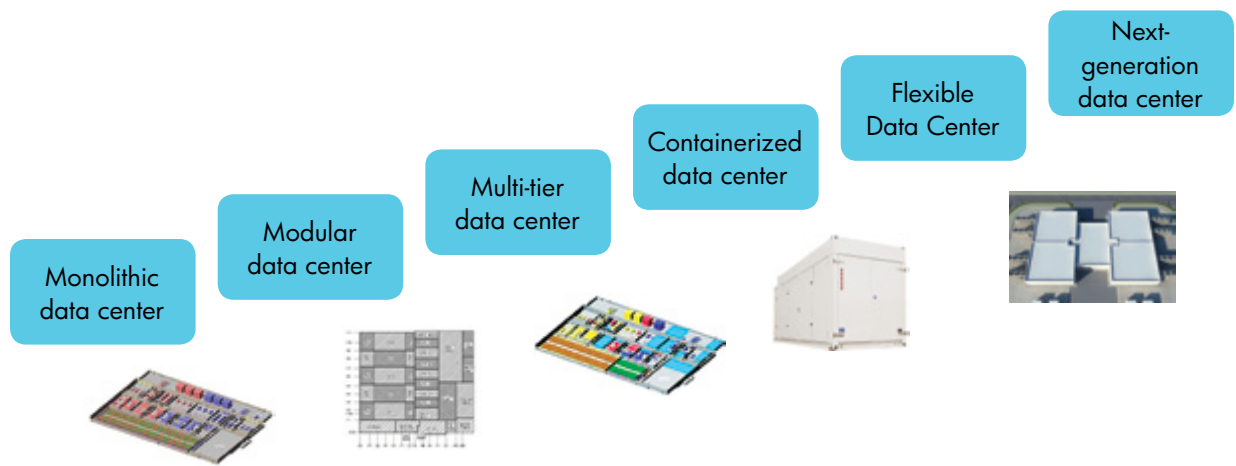 Next-
generation
data center
Flexible
Data Center
Containerized
data center
Multi-tier
data center
Modular
data center
Monolithic
data center